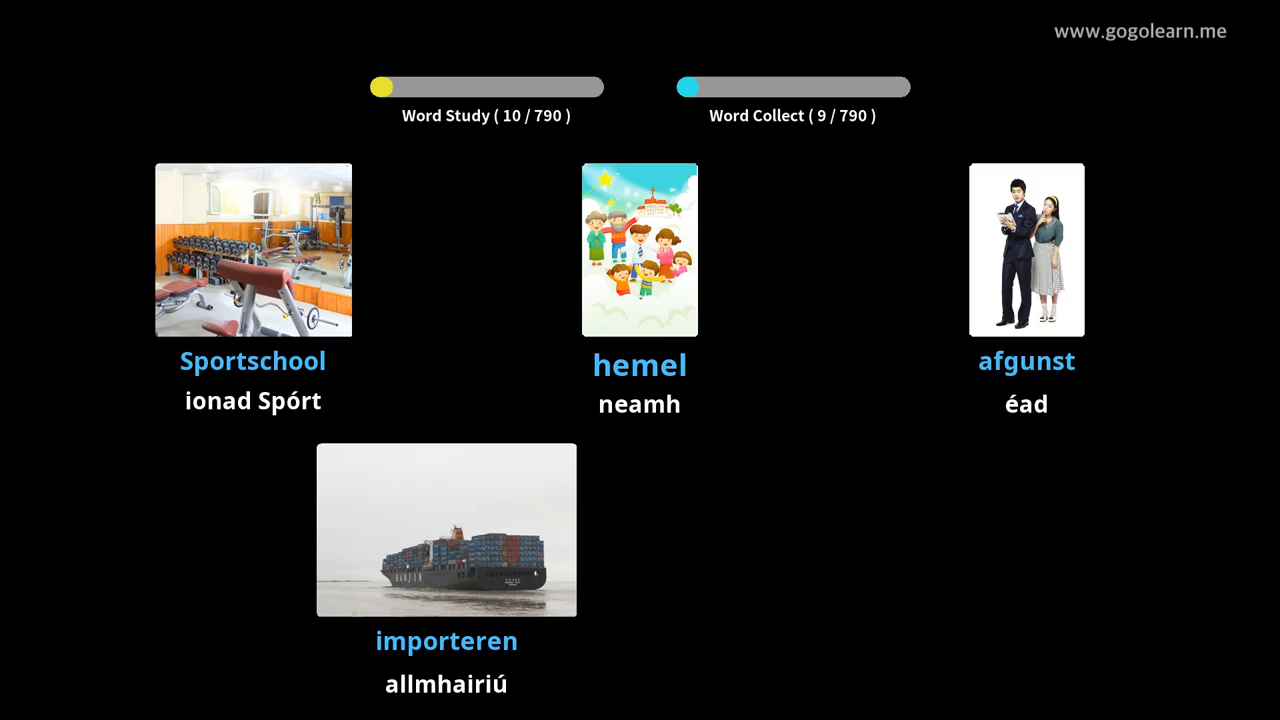 www.gogolearn.me
Word Study ( 10 / 790 )
Word Collect ( 9 / 790 )
Sportschool
ionad Spórt
hemel
neamh
afgunst
éad
HANJIN
importeren
allmhairiú